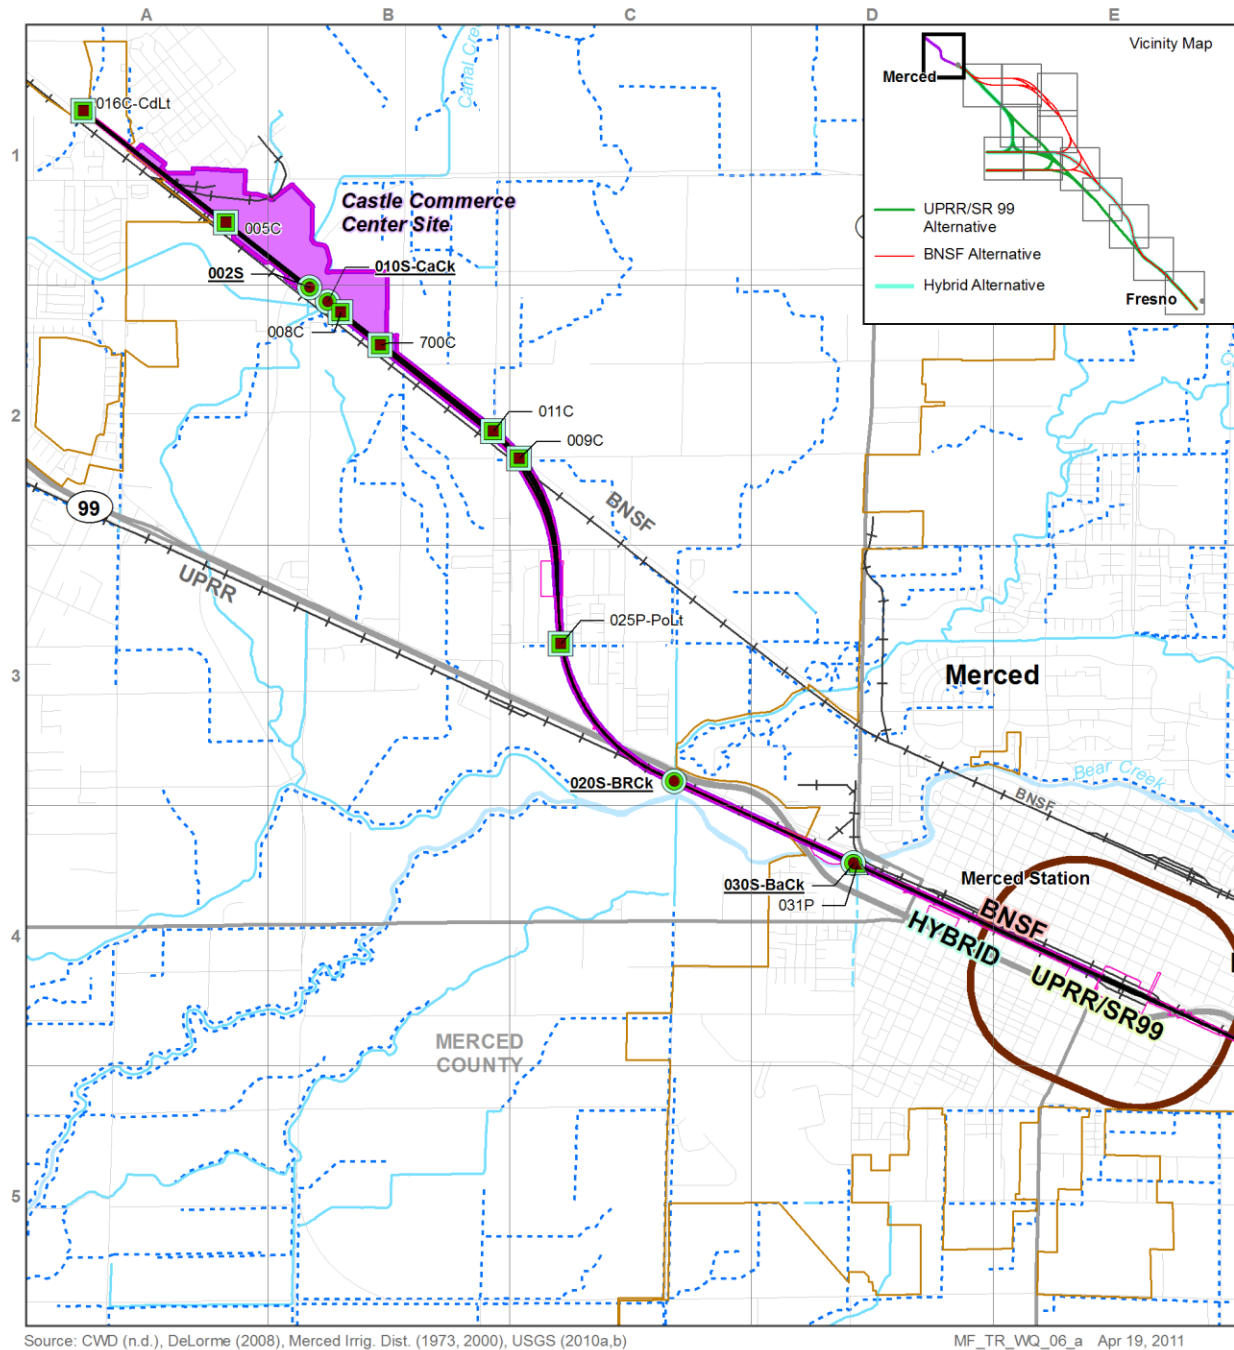 A B C D E
Vicinity Map
Merced
UPRR/SR 99
Alternative
BNSF Alternative
Hybrid Alternative
Fresno
1
016C-CdLt
Castle Commerce
Center Site
005C
002S
010S-CaCk
008C
700C
2
011C
009C
99
BNSF
UPRR
025P-PoLt
3
Merced
020S-BRCk
Bear Creek
BNSF
030S-BaCk
031P
Merced Station
4
BNSF
HYBRID
UPRR/SR99
MERCED
COUNTY
5
Source: CWD (n.d.), DeLorme (2008), Merced Irrig. Dist. (1973, 2000), USGS (2010a,b)
MF_TR_WQ_06_a Apr 19, 2011